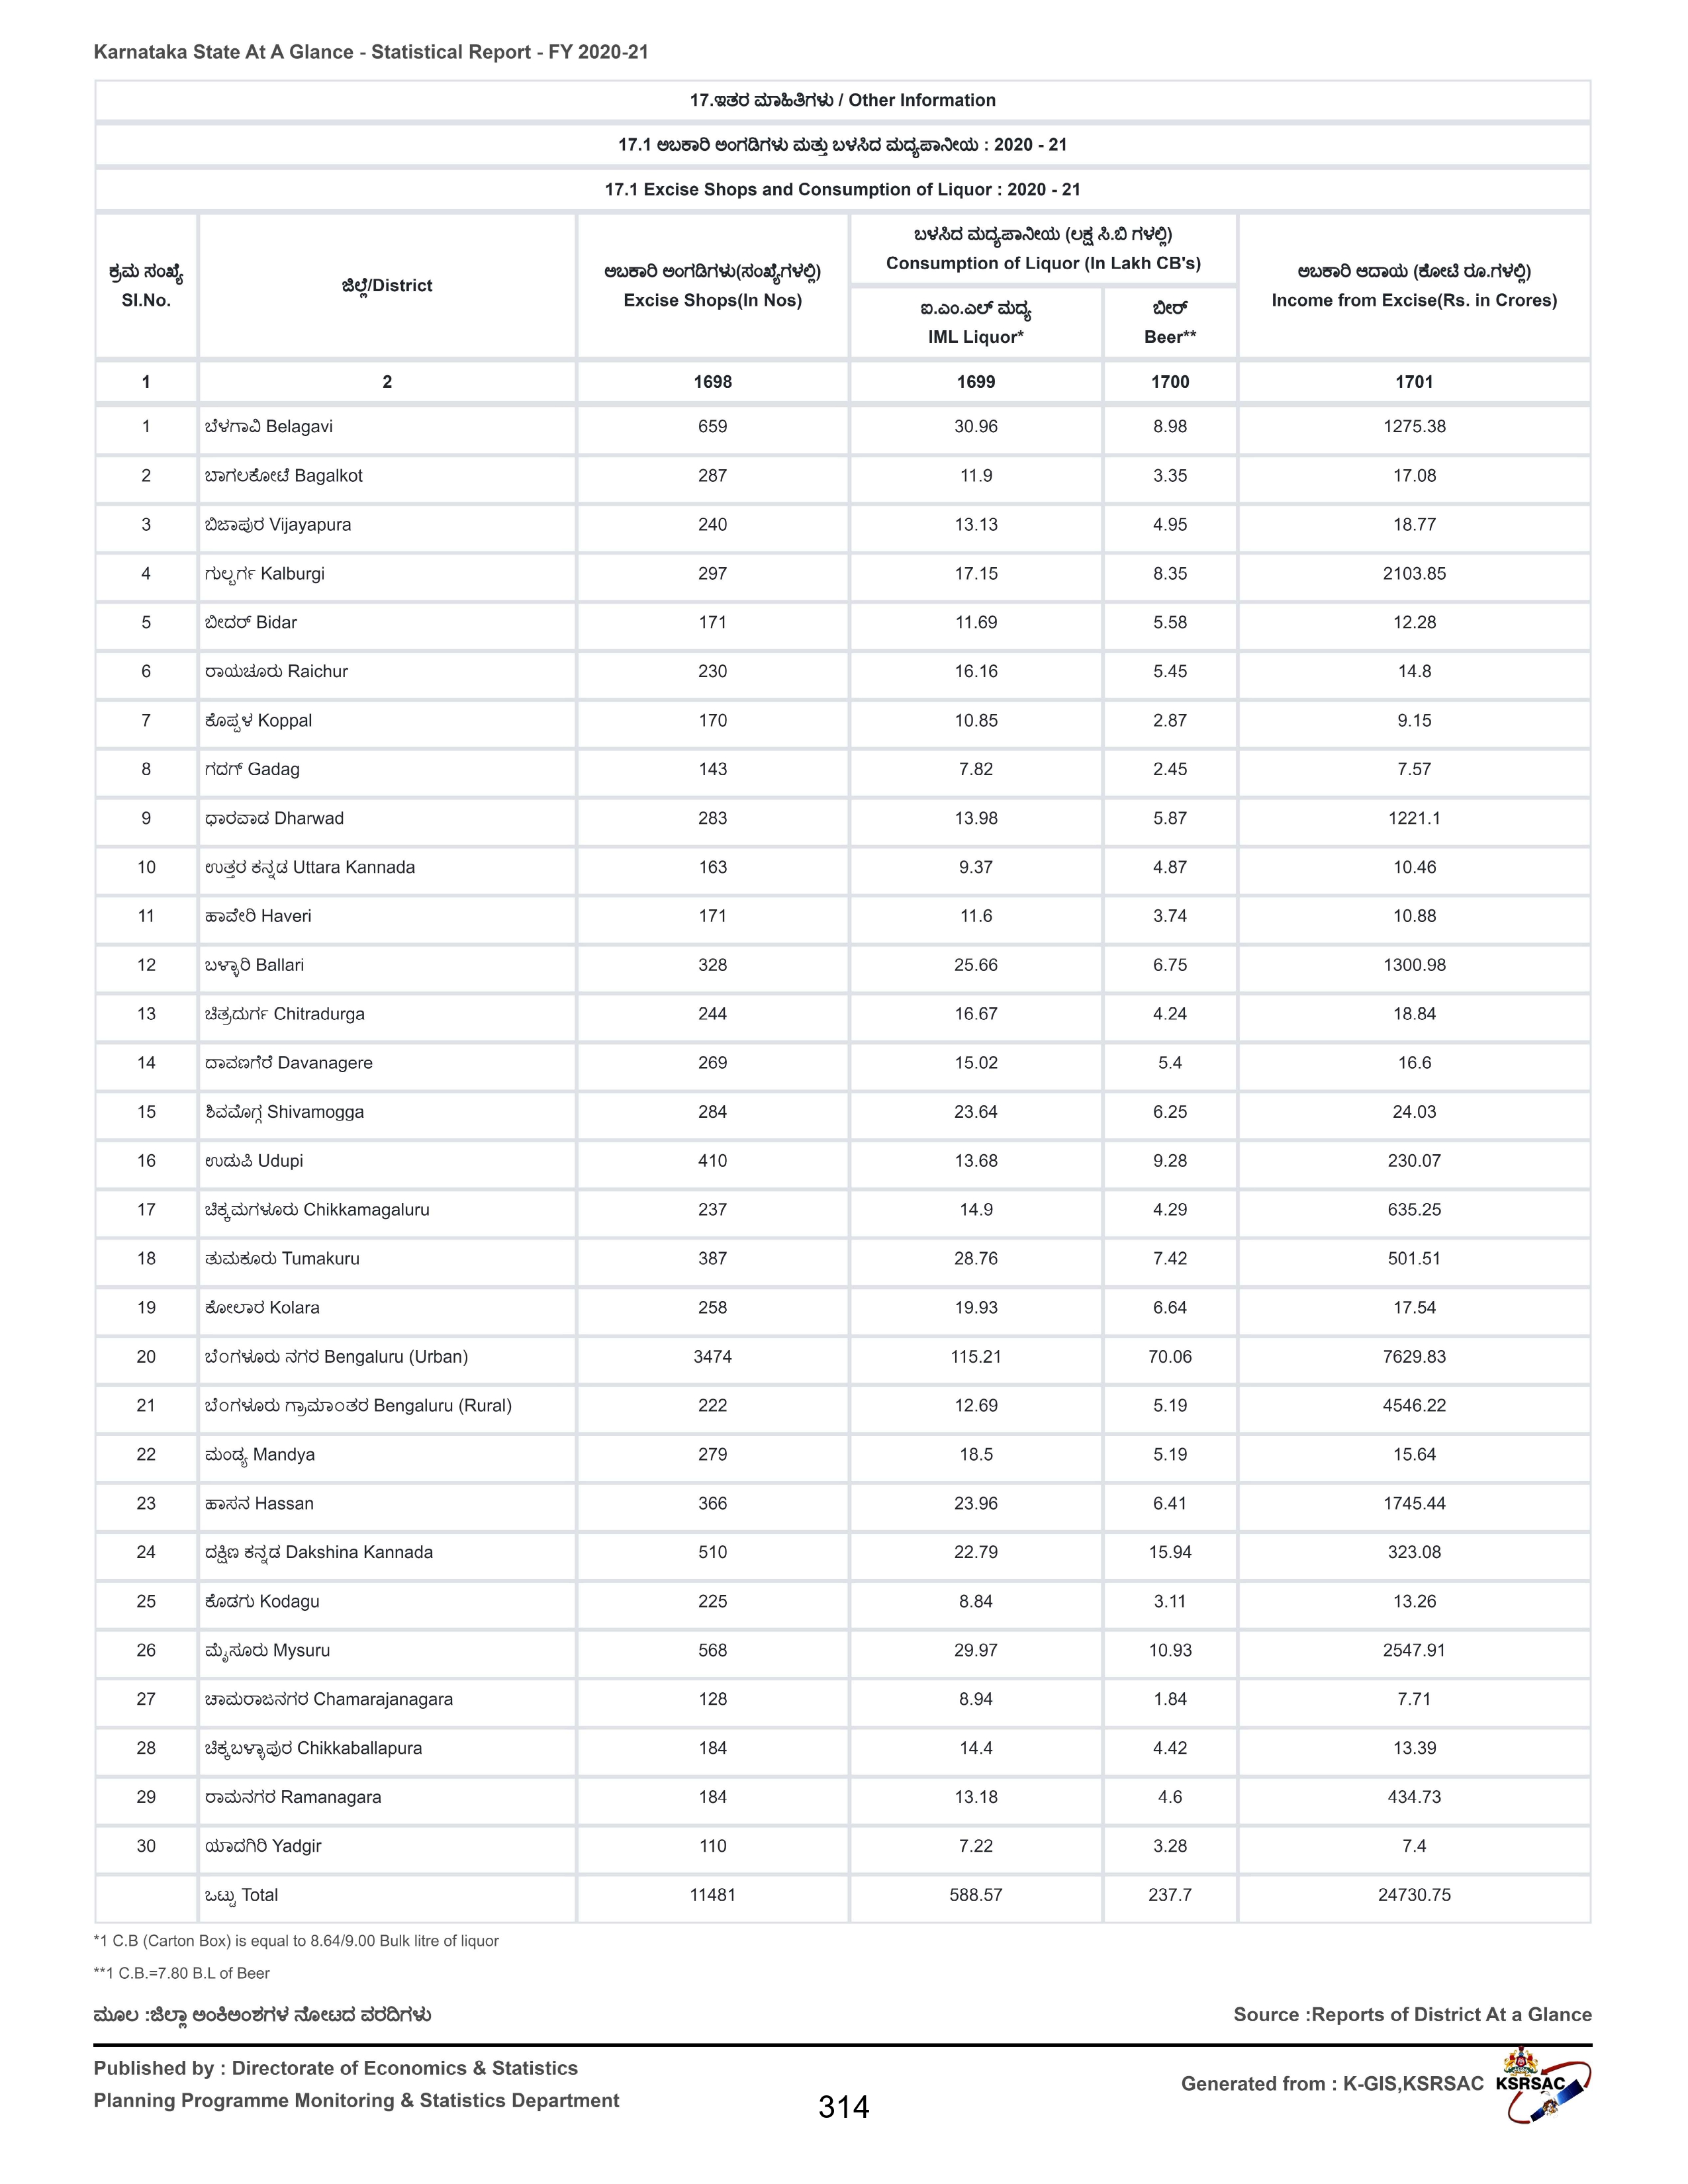 Karnataka State At A Glance - Statistical Report - FY 2020-21
17.ಇತರ ಮಾಹಿತಿಗಳು / Other Information
17.1 ಅಬಕಾರಿ ಅಂಗಡಿಗಳು ಮತ್ತು ಬಳಸಿದ ಮದ್ಯಪಾನೀಯ : 2020 - 21
17.1 Excise Shops and Consumption of Liquor : 2020 - 21
ಕ್ರಮ ಸಂಖ್ಯೆ
Sl.No.
ಜಿಲ್ಲೆ/District
ಅಬಕಾರಿ ಅಂಗಡಿಗಳು(ಸಂಖ್ಯೆಗಳಲ್ಲಿ)
Excise Shops(In Nos)
ಬಳಸಿದ ಮದ್ಯಪಾನೀಯ (ಲಕ್ಷ ಸಿ.ಬಿ ಗಳಲ್ಲಿ)
Consumption of Liquor (In Lakh CB's)
ಐ.ಎಂ.ಎಲ್ ಮದ್ಯ
IML Liquor*
ಬೀರ್
Beer**
ಅಬಕಾರಿ ಆದಾಯ (ಕೋಟಿ ರೂ.ಗಳಲ್ಲಿ)
Income from Excise(Rs. in Crores)
1 2 1698 1699 1700 1701
1 ಬೆಳಗಾವಿ Belagavi 659 30.96 8.98 1275.38
2 ಬಾಗಲಕೋಟೆ Bagalkot 287 11.9 3.35 17.08
3 ಬಿಜಾಪುರ Vijayapura 240 13.13 4.95 18.77
4 ಗುಲ್ಬರ್ಗ Kalburgi 297 17.15 8.35 2103.85
5 ಬೀದರ್ Bidar 171 11.69 5.58 12.28
6 ರಾಯಚೂರು Raichur 230 16.16 5.45 14.8
7 ಕೊಪ್ಪಳ Koppal 170 10.85 2.87 9.15
8 ಗದಗ್ Gadag 143 7.82 2.45 7.57
9 ಧಾರವಾಡ Dharwad 283 13.98 5.87 1221.1
10 ಉತ್ತರ ಕನ್ನಡ Uttara Kannada 163 9.37 4.87 10.46
11 ಹಾವೇರಿ Haveri 171 11.6 3.74 10.88
12 ಬಳ್ಳಾರಿ Ballari 328 25.66 6.75 1300.98
13 ಚಿತ್ರದುರ್ಗ Chitradurga 244 16.67 4.24 18.84
14 ದಾವಣಗೆರೆ Davanagere 269 15.02 5.4 16.6
15 ಶಿವಮೊಗ್ಗ Shivamogga 284 23.64 6.25 24.03
16 ಉಡುಪಿ Udupi 410 13.68 9.28 230.07
17 ಚಿಕ್ಕಮಗಳೂರು Chikkamagaluru 237 14.9 4.29 635.25
18 ತುಮಕೂರು Tumakuru 387 28.76 7.42 501.51
19 ಕೋಲಾರ Kolara 258 19.93 6.64 17.54
20 ಬೆಂಗಳೂರು ನಗರ Bengaluru (Urban) 3474 115.21 70.06 7629.83
21 ಬೆಂಗಳೂರು ಗ್ರಾಮಾಂತರ Bengaluru (Rural) 222 12.69 5.19 4546.22
22 ಮಂಡ್ಯ Mandya 279 18.5 5.19 15.64
23 ಹಾಸನ Hassan 366 23.96 6.41 1745.44
24 ದಕ್ಷಿಣ ಕನ್ನಡ Dakshina Kannada 510 22.79 15.94 323.08
25 ಕೊಡಗು Kodagu 225 8.84 3.11 13.26
26 ಮೈಸೂರು Mysuru 568 29.97 10.93 2547.91
27 ಚಾಮರಾಜನಗರ Chamarajanagara 128 8.94 1.84 7.71
28 ಚಿಕ್ಕಬಳ್ಳಾಪುರ Chikkaballapura 184 14.4 4.42 13.39
29 ರಾಮನಗರ Ramanagara 184 13.18 4.6 434.73
30 ಯಾದಗಿರಿ Yadgir 110 7.22 3.28 7.4
ಒಟ್ಟು Total 11481 588.57 237.7 24730.75
*1 C.B (Carton Box) is equal to 8.64/9.00 Bulk litre of liquor
**1 C.B.=7.80 B.L of Beer
ಮೂಲ :ಜಿಲ್ಲಾ ಅಂಕಿಅಂಶಗಳ ನೋಟದ ವರದಿಗಳು Source :Reports of District At a Glance
Published by : Directorate of Economics & Statistics
Planning Programme Monitoring & Statistics Department
314
Generated from : K-GIS,KSRSAC
KSRSAC